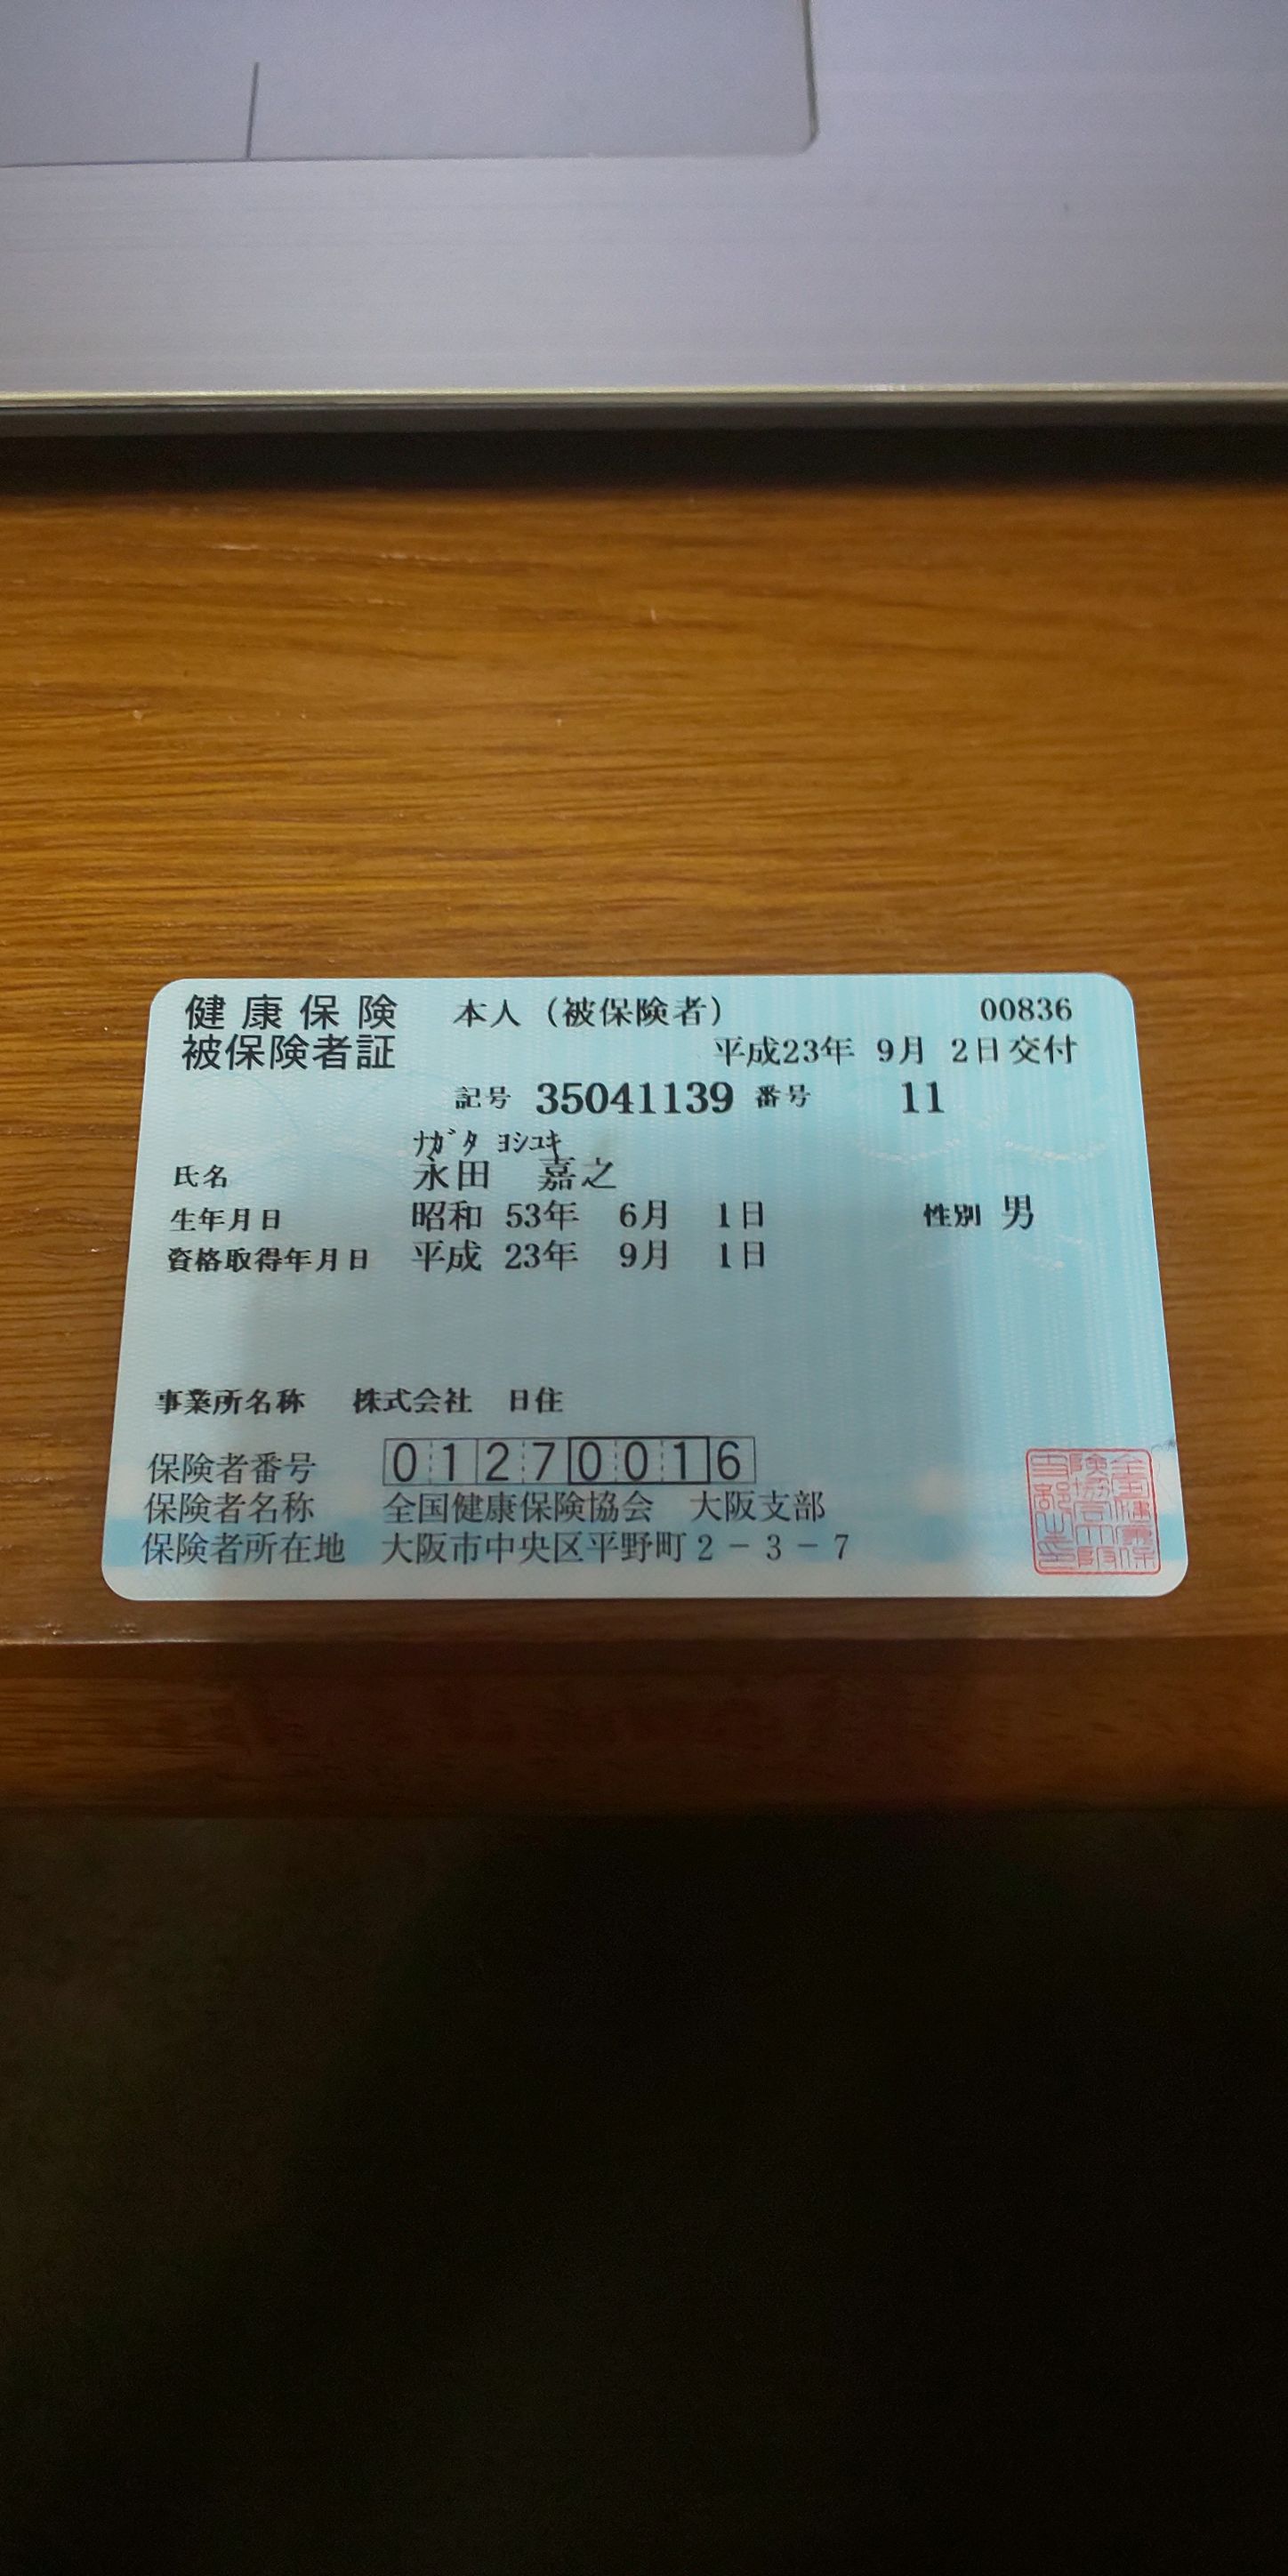 健康保険 本人（被保険者） 00836
被保険者証 平成23年 9月 2日交付
記号 35041139 番号 11
ﾅｶﾞﾀ ﾖｼﾕｷ
氏名 永田 嘉之
生年月日 昭和 53年 6月 1日 性別 男
資格取得年月日 平成 23年 9月 1日
事業所名称 株式会社 日住
保険者番号 01270016
保険者名称 全国健康保険協会 大阪支部
保険者所在地 大阪市中央区平野町2－3－7